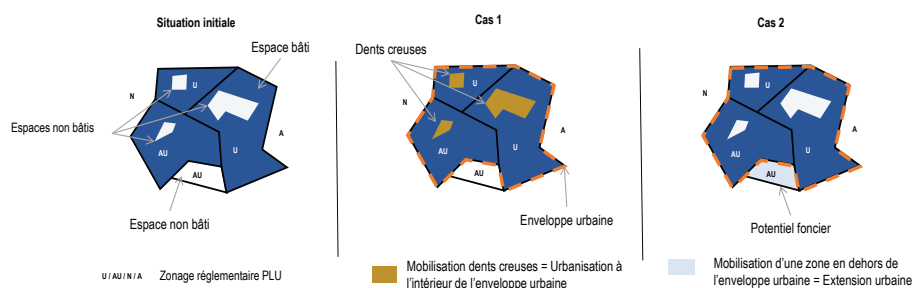 Situation initiale
Espace bâti
N
U
Espaces non bâtis
A
AU
U
AU
Espace non bâti
U / AU / N / A Zonage réglementaire PLU
Cas 1
Dents creuses
U
N
A
AU
U
AU
Enveloppe urbaine
Mobilisation dents creuses = Urbanisation à
l'intérieur de l'enveloppe urbaine
Cas 2
U
N
A
AU
U
AU
Potentiel foncier
Mobilisation d'une zone en dehors de
l'enveloppe urbaine = Extension urbaine